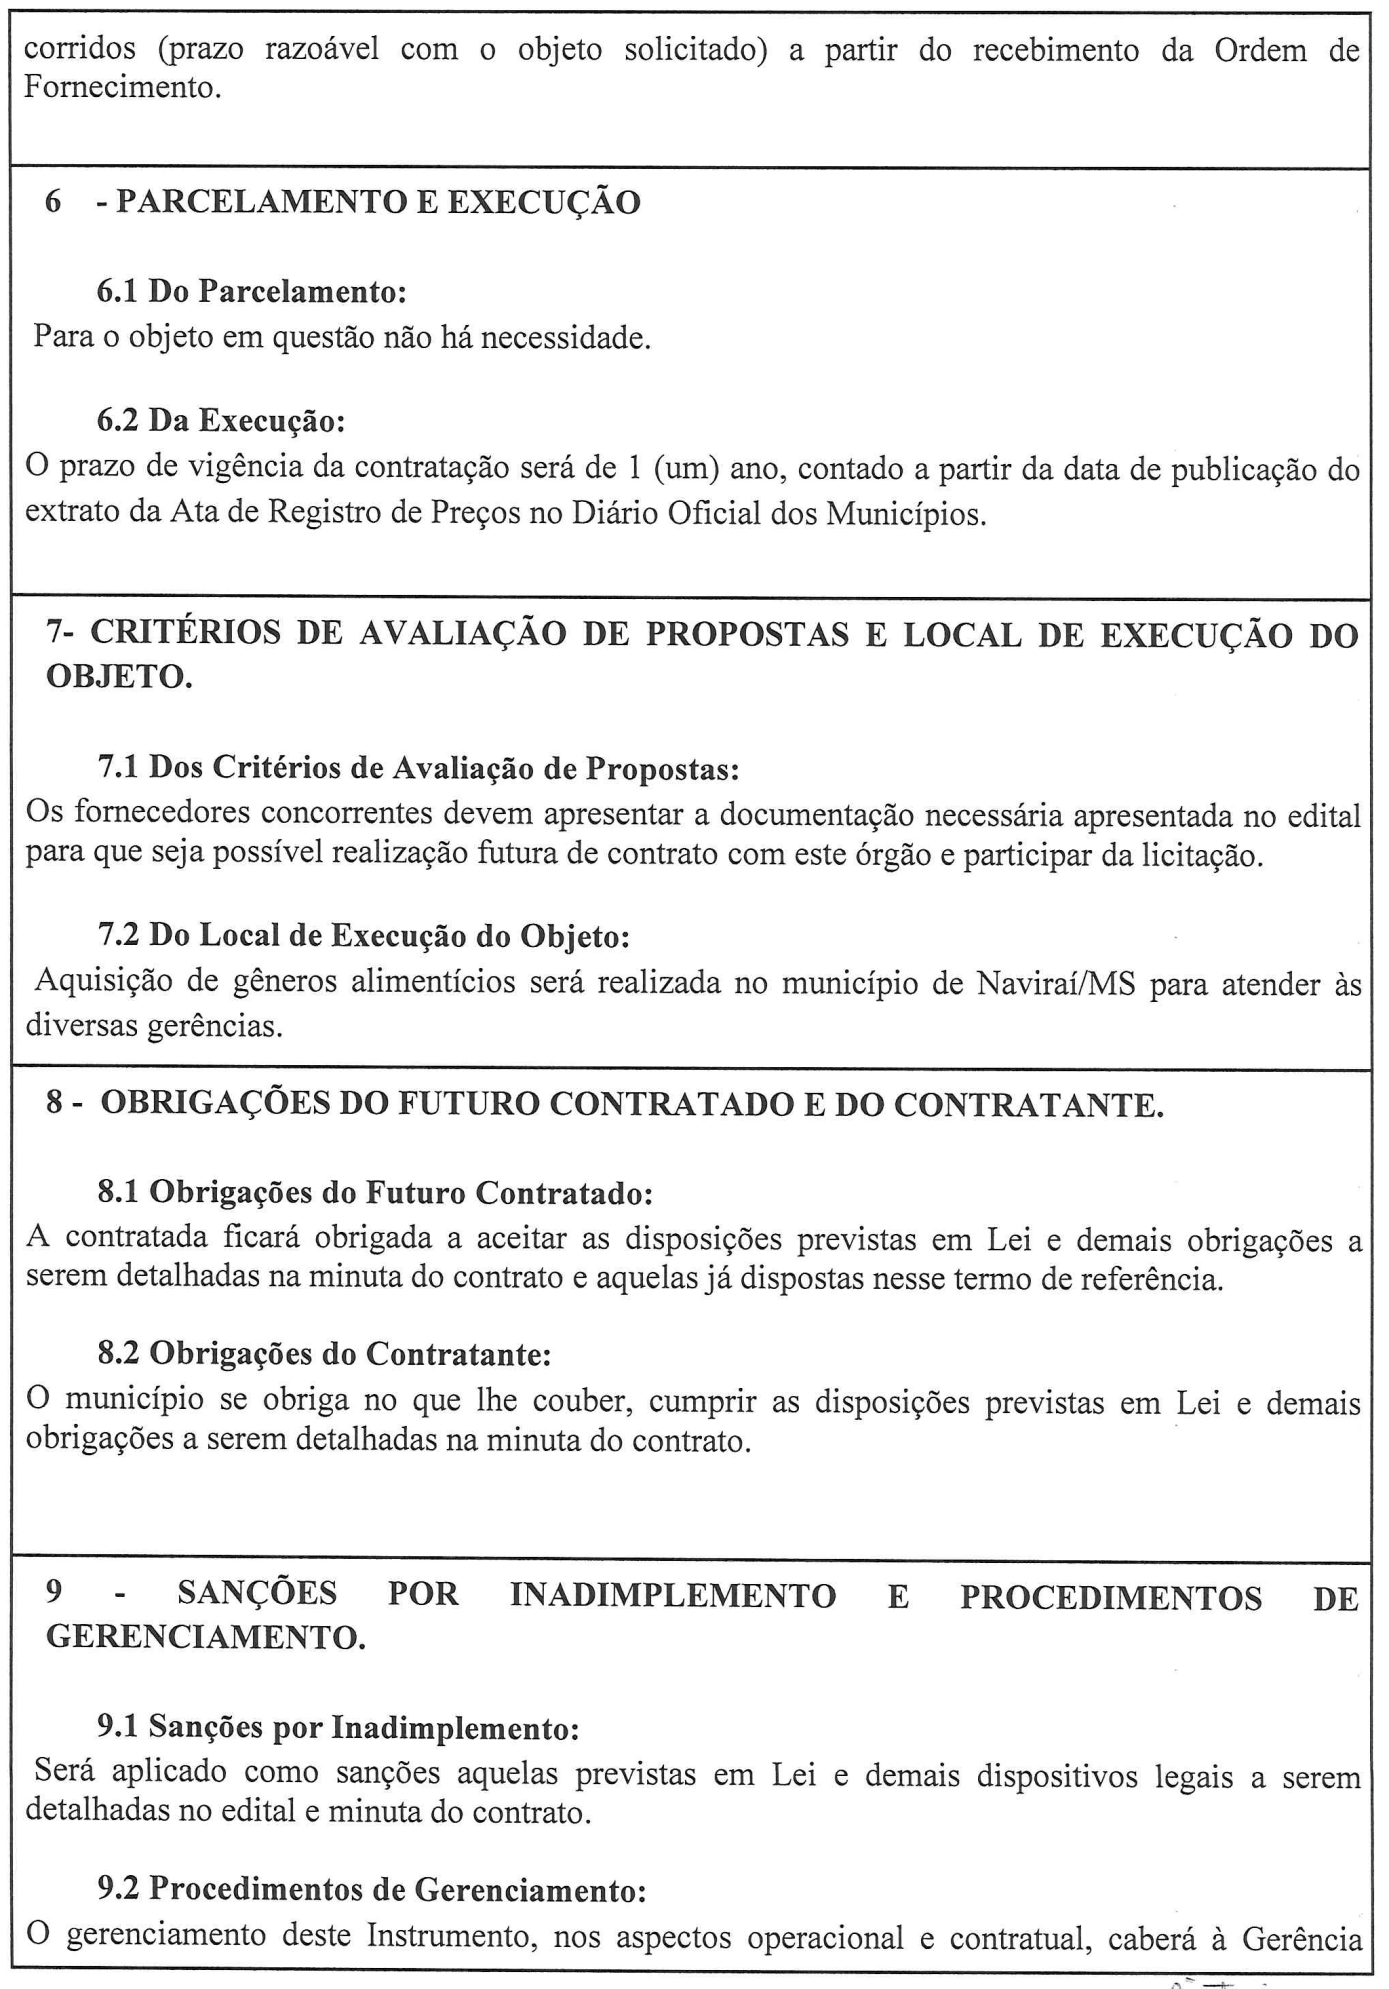 corridos (prazo razoável com o objeto solicitado) a partir do recebimento da Ordem de
Fornecimento.
6 - PARCELAMENTO E EXECUÇÃO
6.1 Do Parcelamento:
Para o objeto em questão não há necessidade.
6.2 Da Execução:
O prazo de vigência da contratação será de 1 (um) ano, contado a partir da data de publicação do
extrato da Ata de Registro de Preços no Diário Oficial dos Municípios.
7- CRITÉRIOS DE AVALIAÇÃO DE PROPOSTAS E LOCAL DE EXECUÇÃO DO
OBJETO.
7.1 Dos Critérios de Avaliação de Propostas:
Os fornecedores concorrentes devem apresentar a documentação necessária apresentada no edital
para que seja possível realização futura de contrato com este órgão e participar da licitação.
7.2 Do Local de Execução do Objeto:
Aquisição de gêneros alimentícios será realizada no município de Naviraí/MS para atender às
diversas gerências.
8 - OBRIGAÇÕES DO FUTURO CONTRATADO E DO CONTRATANTE.
8.1 Obrigações do Futuro Contratado:
A contratada ficará obrigada a aceitar as disposições previstas em Lei e demais obrigações a
serem detalhadas na minuta do contrato e aquelas já dispostas nesse termo de referência.
8.2 Obrigações do Contratante:
O município se obriga no que lhe couber, cumprir as disposições previstas em Lei e demais
obrigações a serem detalhadas na minuta do contrato.
9 - SANÇÕES POR INADIMPLEMENTO E PROCEDIMENTOS DE
GERENCIAMENTO.
9.1 Sanções por Inadimplemento:
Será aplicado como sanções aquelas previstas em Lei e demais dispositivos legais a serem
detalhadas no edital e minuta do contrato.
9.2 Procedimentos de Gerenciamento:
O gerenciamento deste Instrumento, nos aspectos operacional e contratual, caberá à Gerência